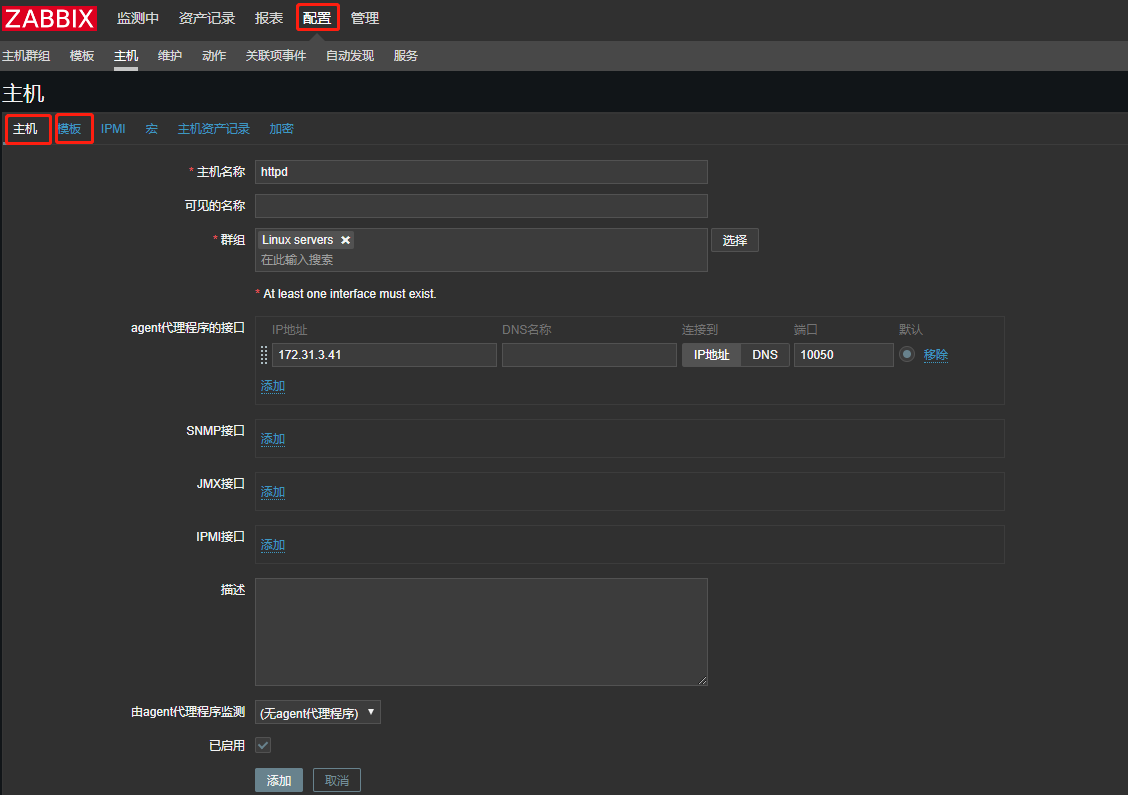 ZABBIX 监测中 资产记录 报表 配置 管理
主机群组 模板 主机 维护 动作 关联项事件 自动发现 服务
主机
主机 模板 IPMI 宏 主机资产记录 加密
* 主机名称 httpd
可见的名称
* 群组 Linux servers ✖ 选择
在此输入搜索
* At least one interface must exist.
agent代理程序的接口 IP地址 DNS名称 连接到 端口 默认
172.31.3.41 IP地址 DNS 10050 移除
添加
SNMP接口 添加
JMX接口 添加
IPMI接口 添加
描述
由agent代理程序监测 (无agent代理程序) ▼
已启用
添加 取消